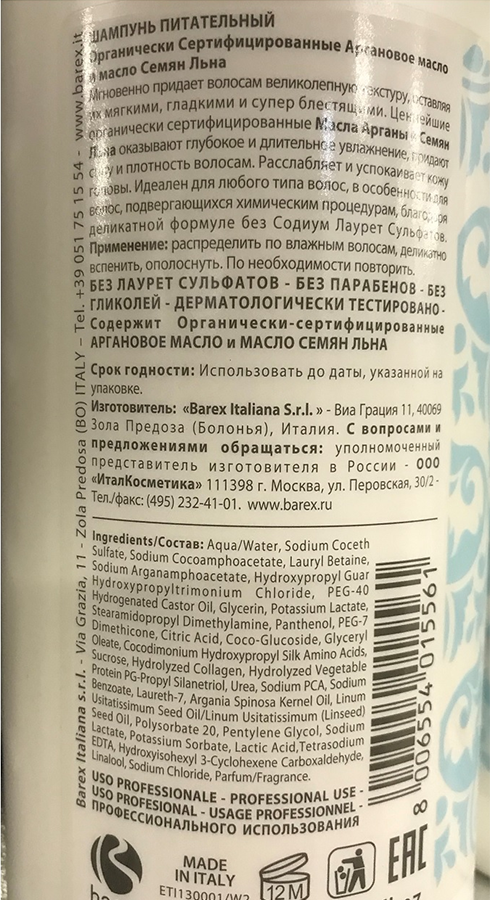 ШАМПУНЬ ПИТАТЕЛЬНЫЙ
Органически Сертифицированные Аргановое масло
и масло Семян Льна
Мгновенно придает волосам великолепную текстуру, оставляя
их мягкими, гладкими и супер блестящими. Ценнейшие
органически сертифицированные Масла Арганы и Семян
Льна оказывают глубокое и длительное увлажнение, придают
силу и плотность волосам. Расслабляет и успокаивает кожу
головы. Идеален для любого типа волос, в особенности для
волос, подвергающихся химическим процедурам, благодаря
деликатной формуле без Содиум Лаурет Сульфатов.
Применение: распределить по влажным волосам, деликатно
вспенить, ополоснуть. По необходимости повторить.
БЕЗ ЛАУРЕТ СУЛЬФАТОВ - БЕЗ ПАРАБЕНОВ - БЕЗ
ГЛИКОЛЕЙ - ДЕРМАТОЛОГИЧЕСКИ ТЕСТИРОВАНО -
Содержит Органически-сертифицированные
АРГАНОВОЕ МАСЛО и МАСЛО СЕМЯН ЛЬНА
Срок годности: Использовать до даты, указанной на
упаковке.
Изготовитель: «Barex Italiana S.r.l. » - Виа Грация 11, 40069
Зола Предоза (Болонья), Италия. С вопросами и
предложениями обращаться: уполномоченный
представитель изготовителя в России - ООО
«ИталКосметика» 111398 г. Москва, ул. Перовская, 30/2 -
Тел./факс: (495) 232-41-01. www.barex.ru
Ingredients/Состав: Aqua/Water, Sodium Coceth
Sulfate, Sodium Cocoamphoacetate, Lauryl Betaine,
Sodium Arganamphoacetate, Hydroxypropyl Guar
Hydroxypropyltrimonium Chloride, PEG-40
Hydrogenated Castor Oil, Glycerin, Potassium Lactate,
Stearamidopropyl Dimethylamine, Panthenol, PEG-7
Dimethicone, Citric Acid, Coco-Glucoside, Glyceryl
Oleate, Cocodimonium Hydroxypropyl Silk Amino Acids,
Sucrose, Hydrolyzed Collagen, Hydrolyzed Vegetable
Protein PG-Propyl Silanetriol, Urea, Sodium PCA, Sodium
Benzoate, Laureth-7, Argania Spinosa Kernel Oil, Linum
Usitatissimum Seed Oil/Linum Usitatissimum (Linseed)
Seed Oil, Polysorbate 20, Pentylene Glycol, Sodium
Lactate, Potassium Sorbate, Lactic Acid,Tetrasodium
EDTA, Hydroxyisohexyl 3-Cyclohexene Carboxaldehyde,
Linalool, Sodium Chloride, Parfum/Fragrance.
USO PROFESSIONALE - PROFESSIONAL USE -
USO PROFESIONAL - USAGE PROFESSIONNEL -
ПРОФЕССИОНАЛЬНОГО ИСПОЛЬЗОВАНИЯ
Barex Italiana s.r.l. - Via Grazia, 11 - Zola Predosa (BO) ITALY – Tel. +39 051 75 15 54 - www.barex.it
8 006554 015561
MADE
IN ITALY
ETI130001/W2
12 M
EAC